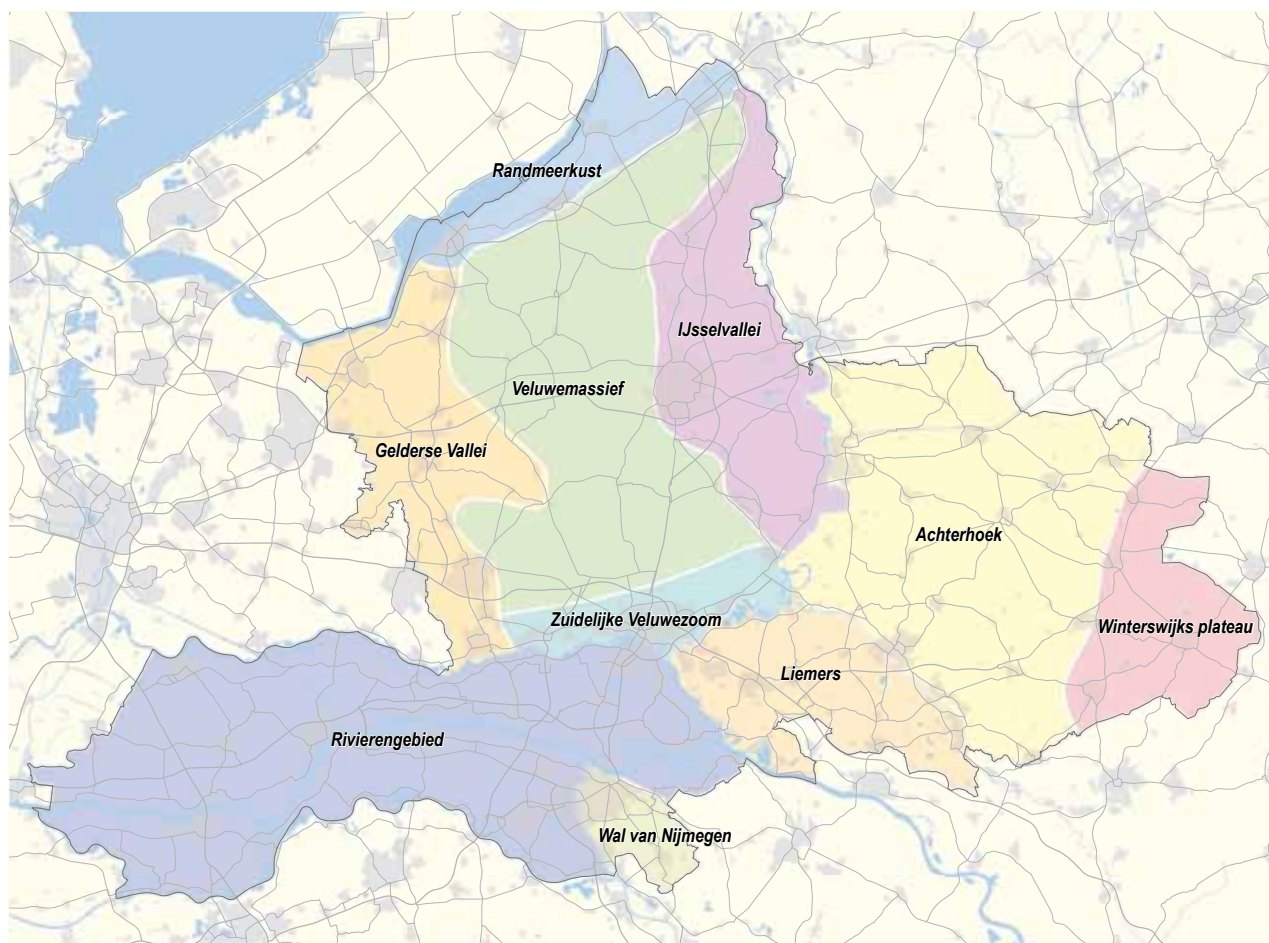 Randmeerkust
IJsselvallei
Veluwemassief
Gelderse Vallei
Achterhoek
Zuidelijke Veluwezoom
Winterswijks plateau
Liemers
Rivierengebied
Wal van Nijmegen